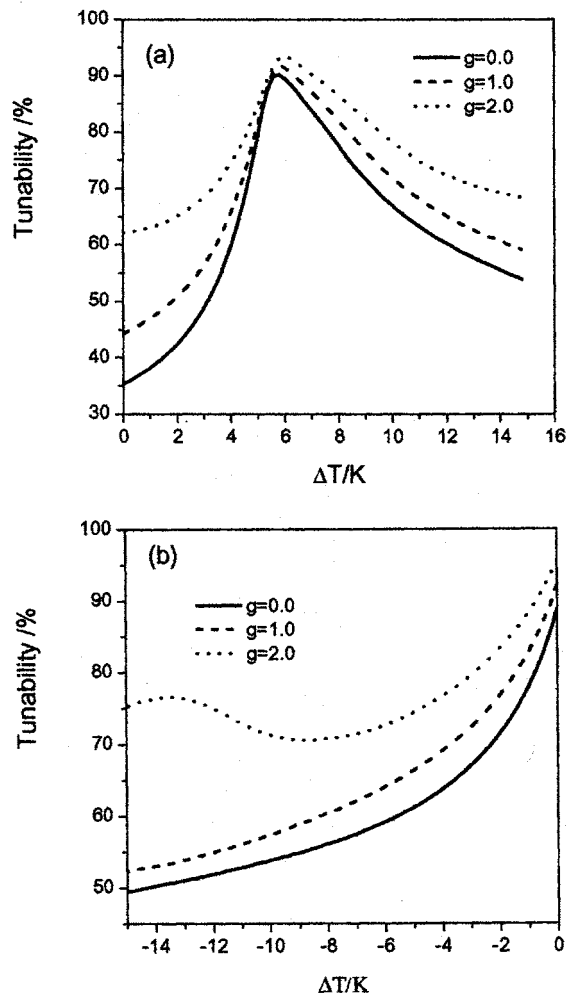 (a)
g=0.0
g=1.0
g=2.0
Tunability /%
100
90
80
70
60
50
40
30
0 2 4 6 8 10 12 14 16
ΔT/K
(b)
g=0.0
g=1.0
g=2.0
Tunability /%
100
90
80
70
60
50
-14 -12 -10 -8 -6 -4 -2 0
ΔT/K